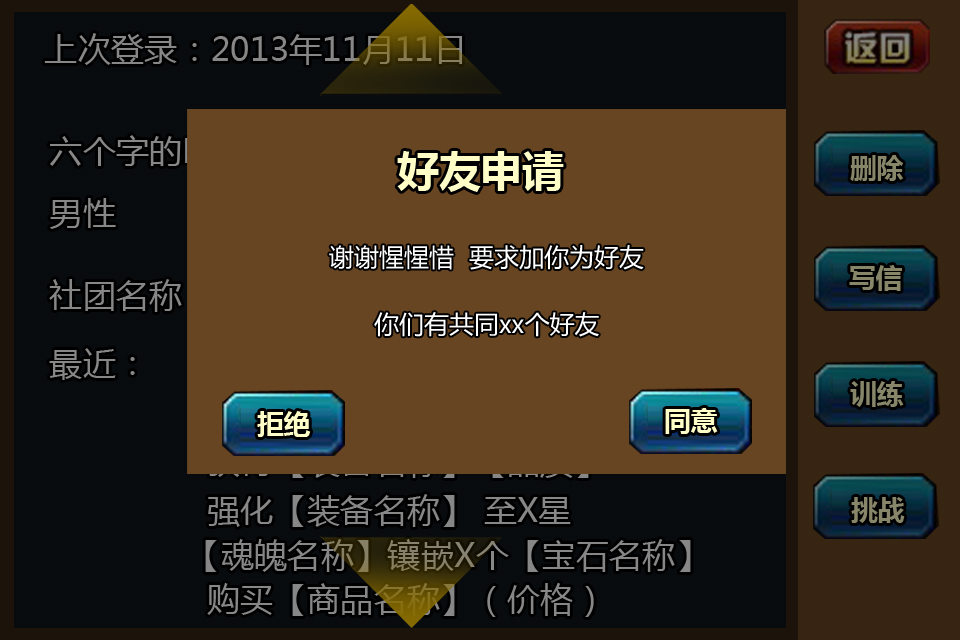 上次登录：2013年11月11日
返回
六个字的
删除
男性
社团名称
最近：
好友申请
谢谢惺惺惜 要求加你为好友
你们有共同xx个好友
拒绝
同意
写信
训练
挑战
强化【装备名称】 至X星
【魂魄名称】镶嵌X个【宝石名称】
购买【商品名称】（价格）